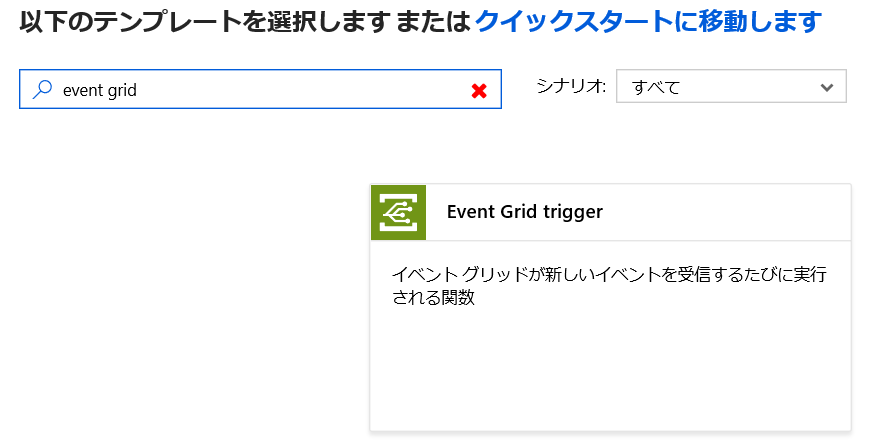 以下のテンプレートを選択します または クイックスタートに移動します
event grid
シナリオ: すべて
Event Grid trigger
イベント グリッドが新しいイベントを受信するたびに実行
される関数